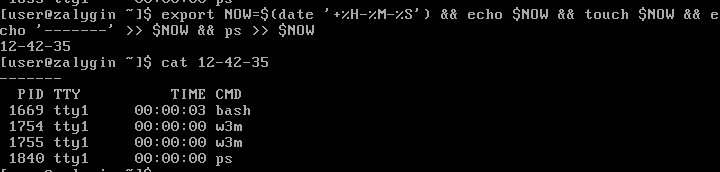 [user@zalygin ~]$ export NOW=$(date '+%H-%M-%S') && echo $NOW && touch $NOW && e
cho '-------' >> $NOW && ps >> $NOW
12-42-35
[user@zalygin ~]$ cat 12-42-35
-------
  PID TTY          TIME CMD
 1669 tty1     00:00:03 bash
 1754 tty1     00:00:00 w3m
 1755 tty1     00:00:00 w3m
 1840 tty1     00:00:00 ps